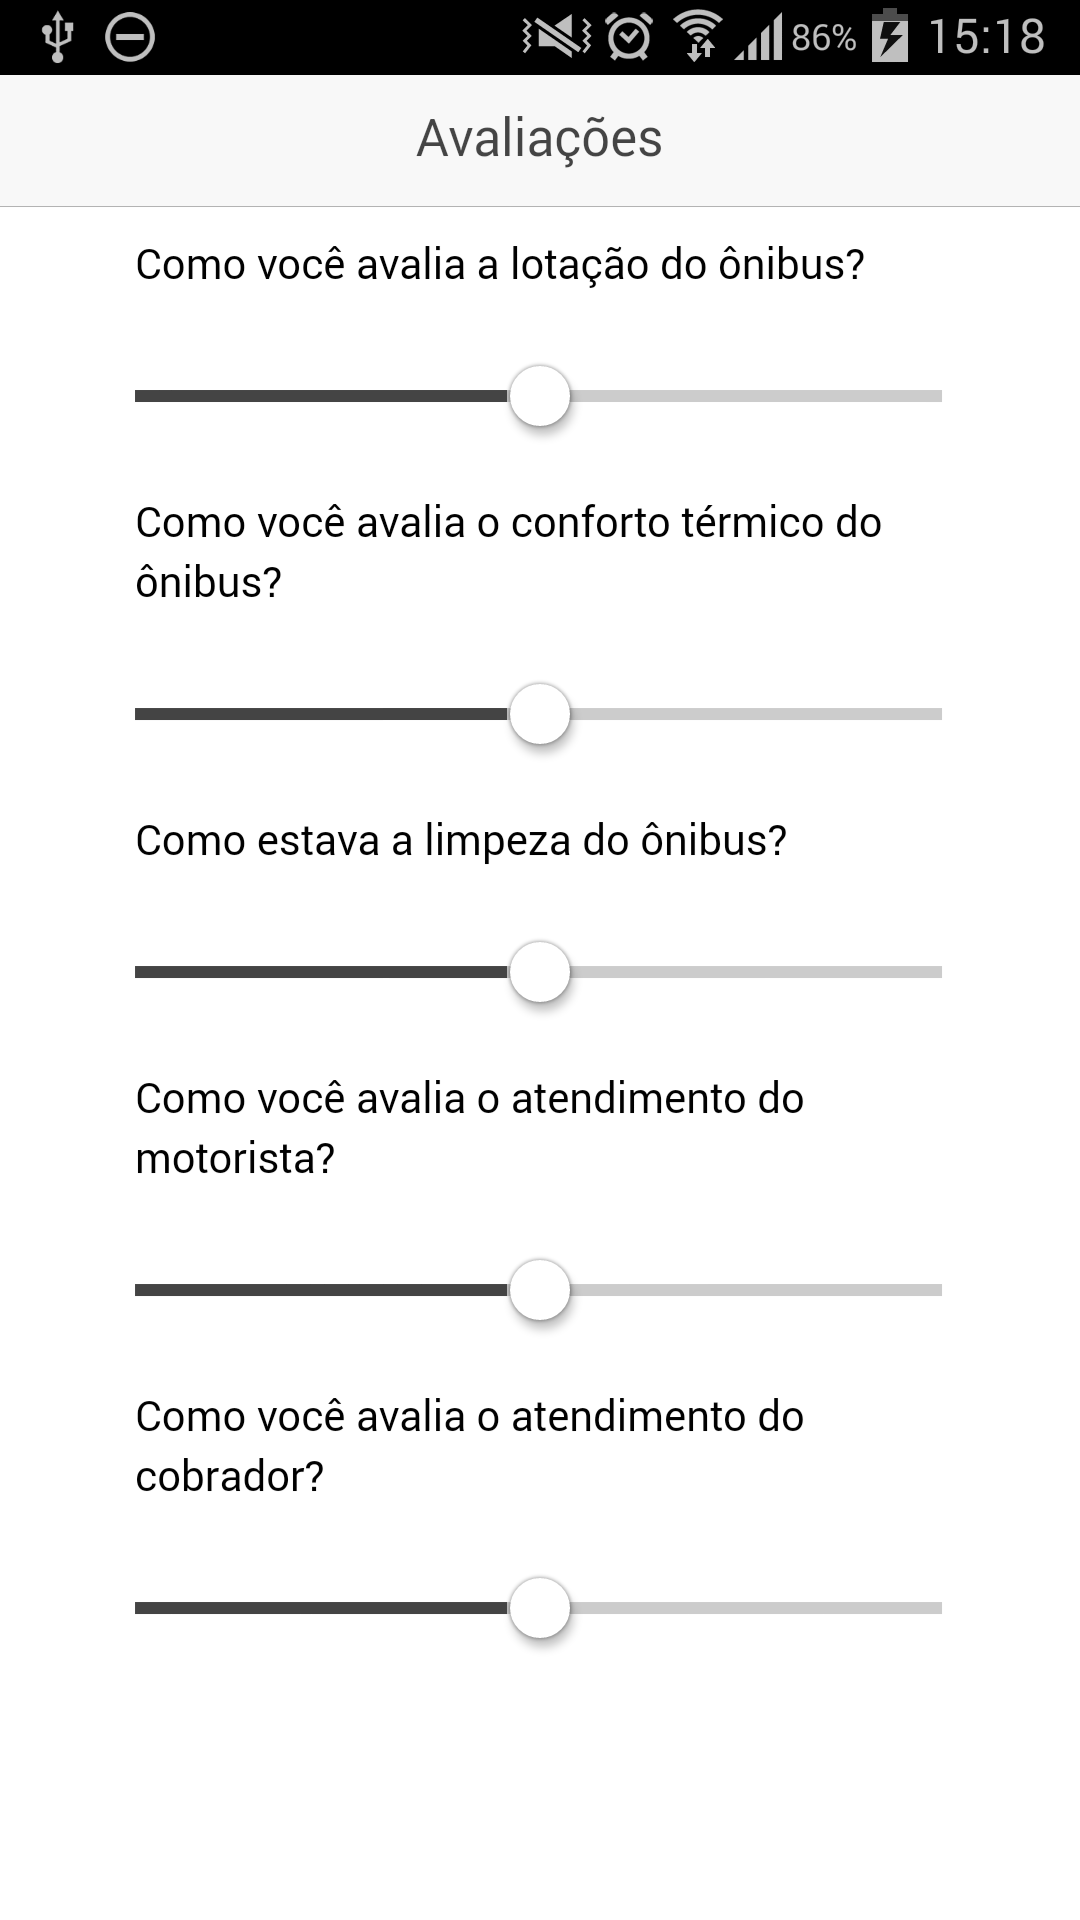 86% 15:18
Avaliações
Como você avalia a lotação do ônibus?
Como você avalia o conforto térmico do
ônibus?
Como estava a limpeza do ônibus?
Como você avalia o atendimento do
motorista?
Como você avalia o atendimento do
cobrador?